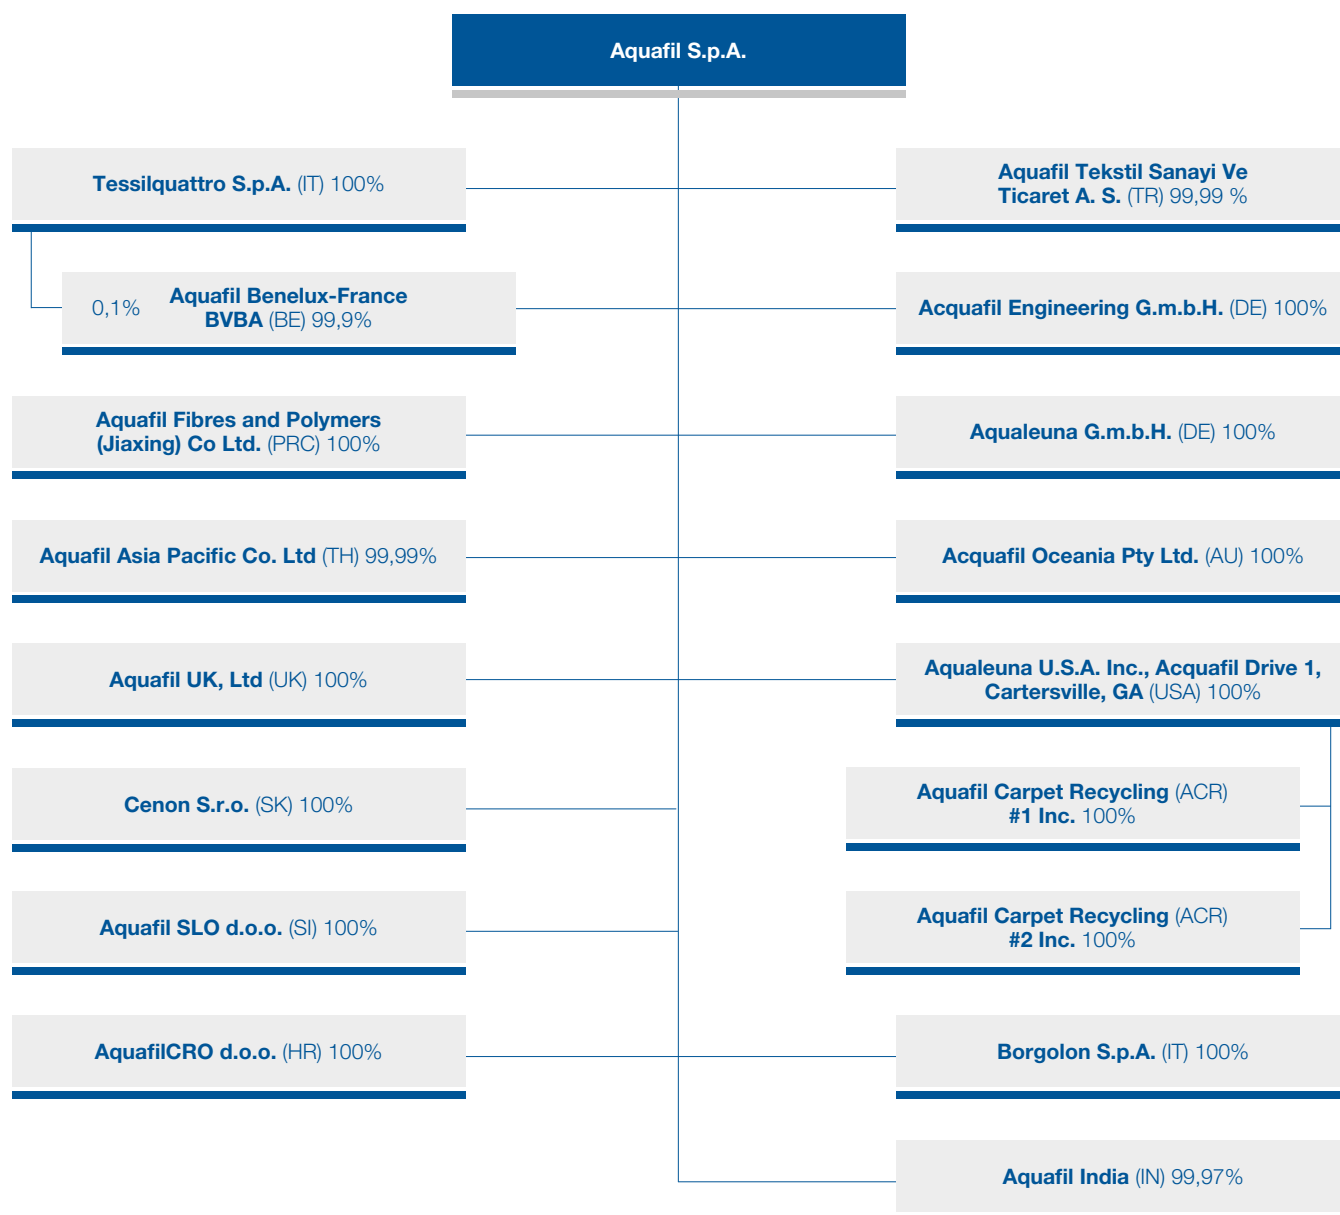 Aquafil S.p.A.
Tessilquattro S.p.A. (IT) 100%
Aquafil Tekstil Sanayi Ve
Ticaret A. S. (TR) 99,99 %
0,1%
Aquafil Benelux-France
BVBA (BE) 99,9%
Acquafil Engineering G.m.b.H. (DE) 100%
Aquafil Fibres and Polymers
(Jiaxing) Co Ltd. (PRC) 100%
Aqualeuna G.m.b.H. (DE) 100%
Aquafil Asia Pacific Co. Ltd (TH) 99,99%
Acquafil Oceania Pty Ltd. (AU) 100%
Aquafil UK, Ltd (UK) 100%
Aqualeuna U.S.A. Inc., Acquafil Drive 1,
Cartersville, GA (USA) 100%
Cenon S.r.o. (SK) 100%
Aquafil Carpet Recycling (ACR)
#1 Inc. 100%
Aquafil SLO d.o.o. (SI) 100%
Aquafil Carpet Recycling (ACR)
#2 Inc. 100%
AquafilCRO d.o.o. (HR) 100%
Borgolon S.p.A. (IT) 100%
Aquafil India (IN) 99,97%